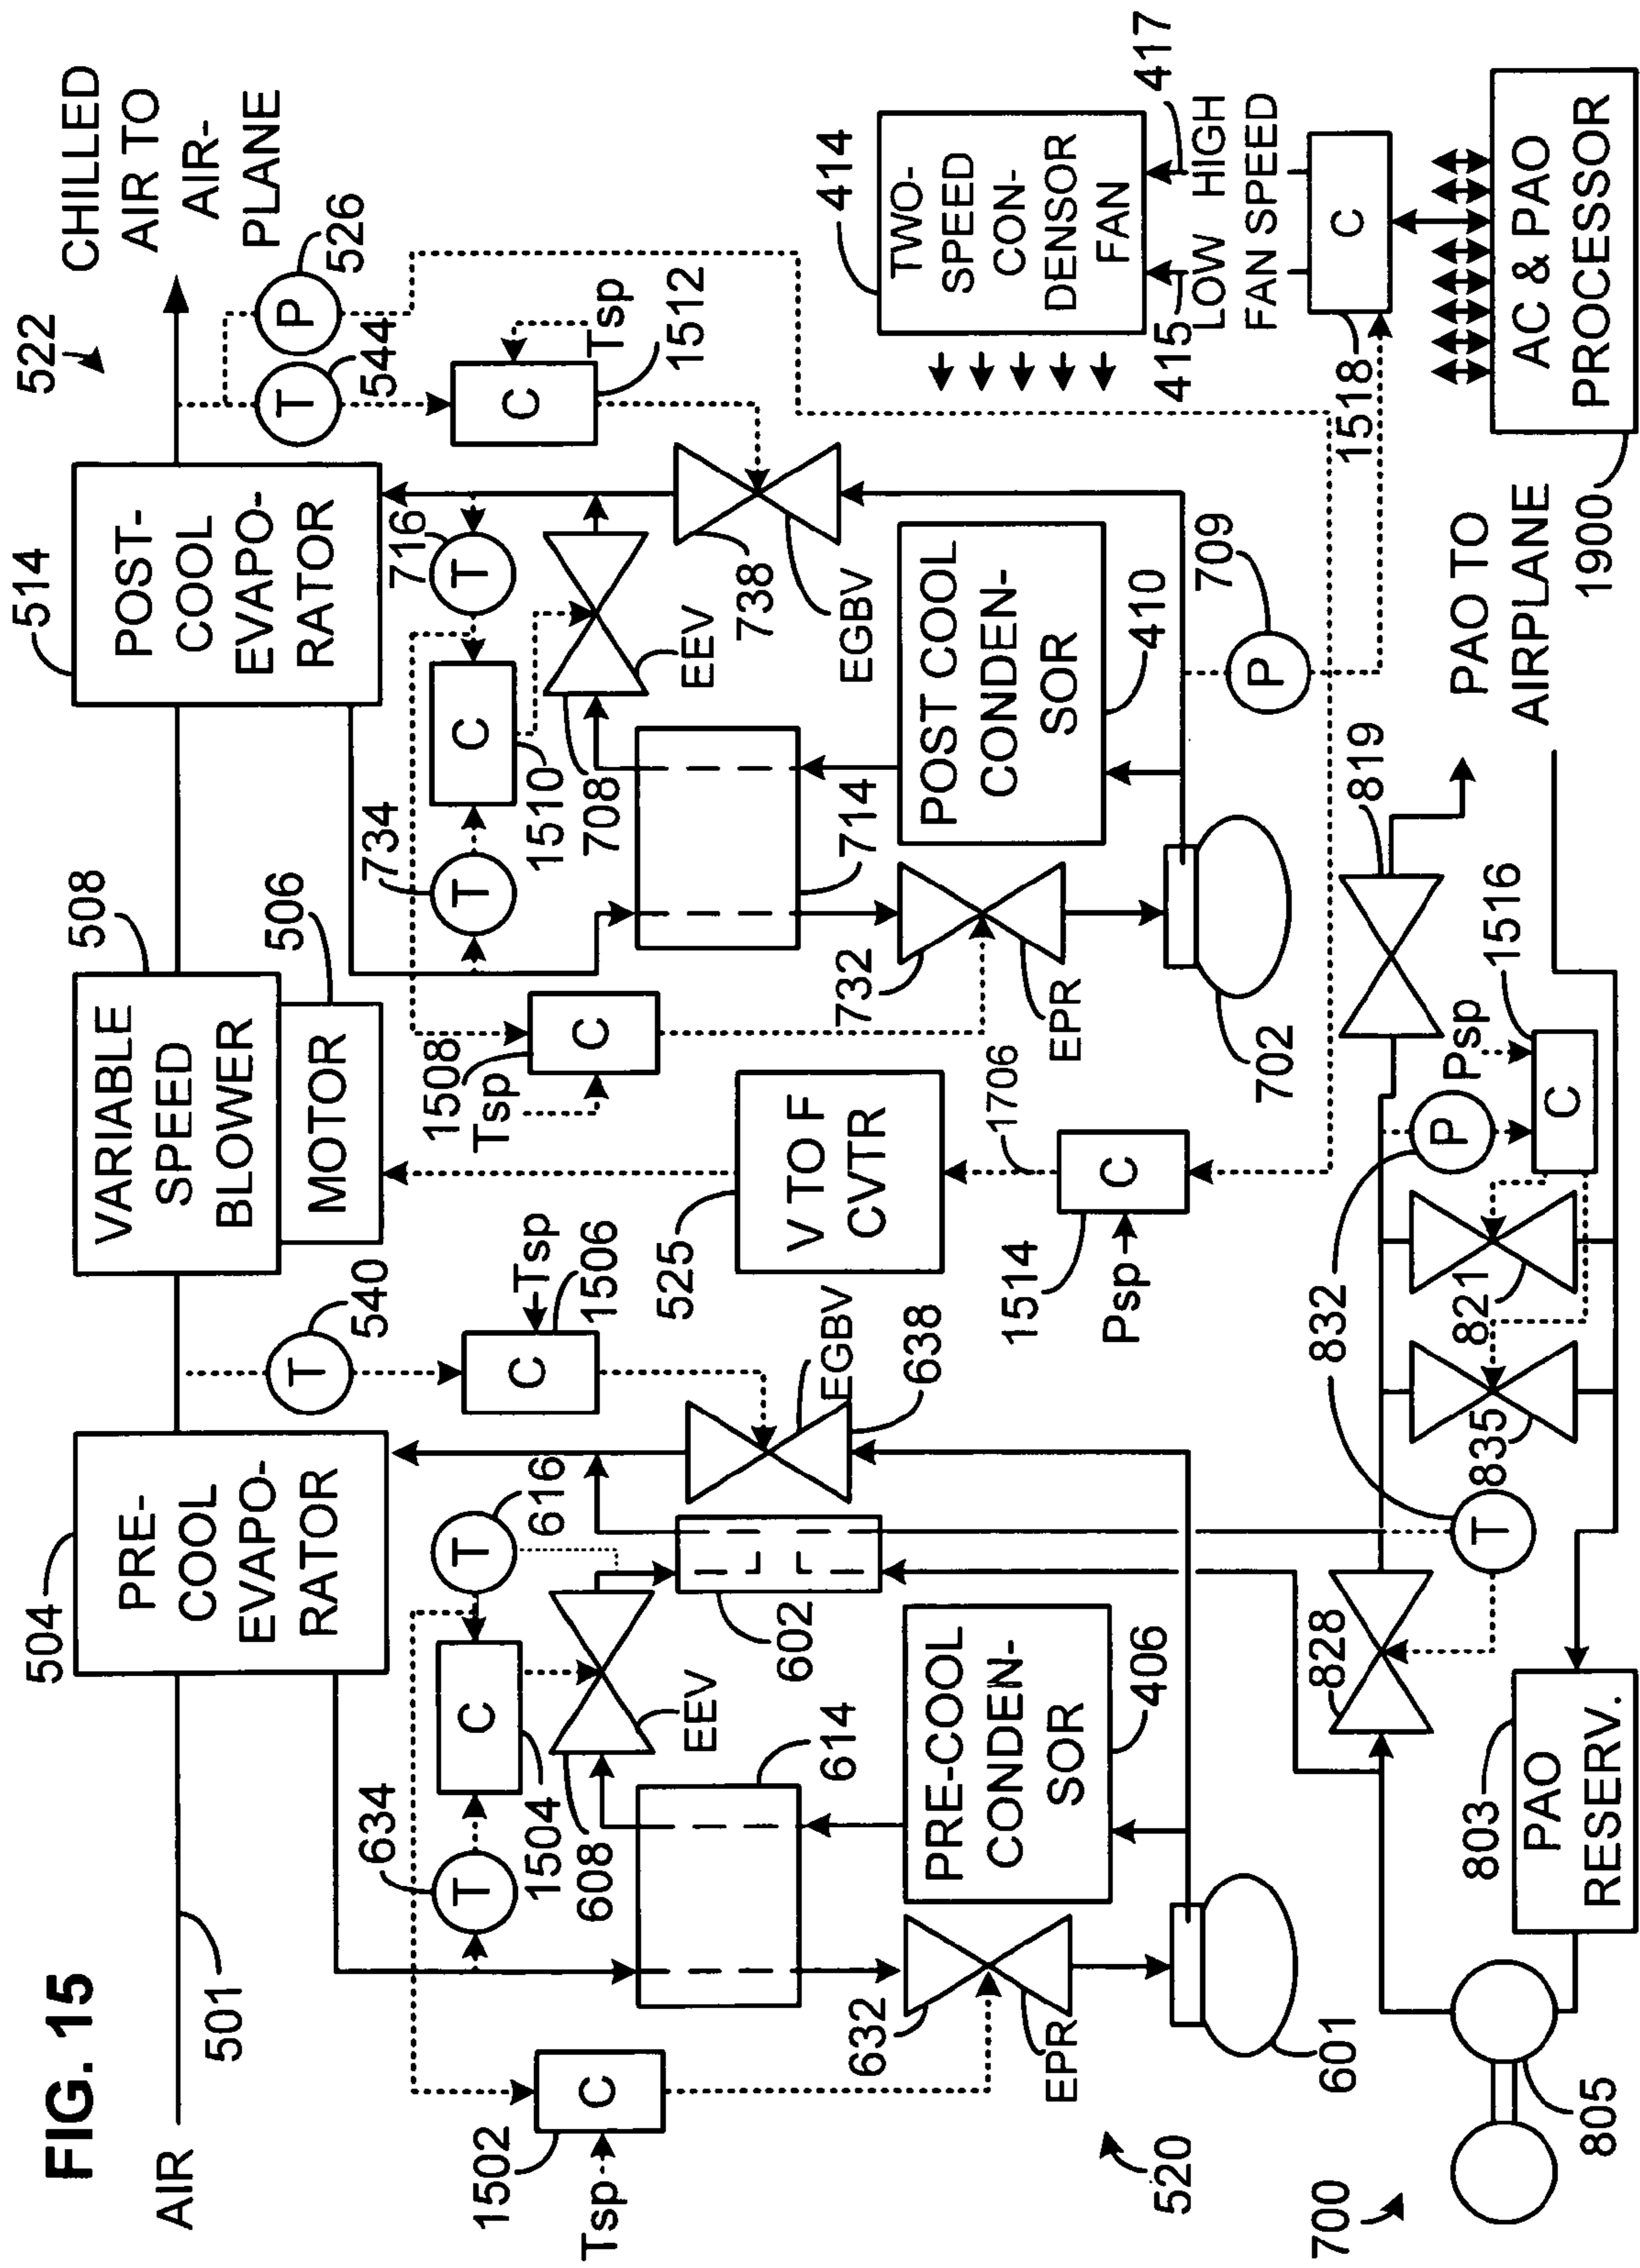 FIG. 15
AIR
501
504
PRE-
COOL
EVAPO-
RATOR
508
VARIABLE
SPEED
BLOWER
506
MOTOR
514
POST-
COOL
EVAPO-
RATOR
522
CHILLED
AIR TO
AIR-
PLANE
T
540
T
544
P
526
634
T
C
1504
T
616
C
1506
Tsp
734
T
C
1510
T
716
C
1512
Tsp
1502
C
Tsp
608
EEV
614
602
EGBV
638
525
V TO F
CVTR
1508
Tsp
C
708
EEV
714
738
EGBV
632
EPR
PRE-COOL
CONDEN-
SOR
406
601
520
1706
C
1514
Psp
732
EPR
POST COOL
CONDEN-
SOR
410
702
P
709
414
TWO-
SPEED
CON-
DENSOR
FAN
415
417
LOW HIGH
FAN SPEED
C
1518
AC & PAO
PROCESSOR
1900
700
805
803
PAO
RESERV.
828
T
832
835
821
P
Psp
C
1516
819
PAO TO
AIRPLANE